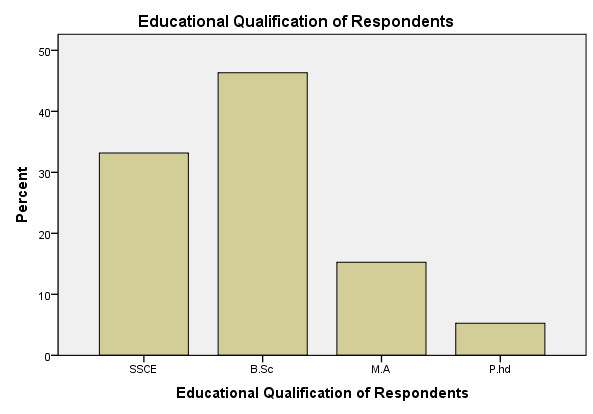 Educational Qualification of Respondents
Percent
50
40
30
20
10
0
SSCE B.Sc M.A P.hd
Educational Qualification of Respondents